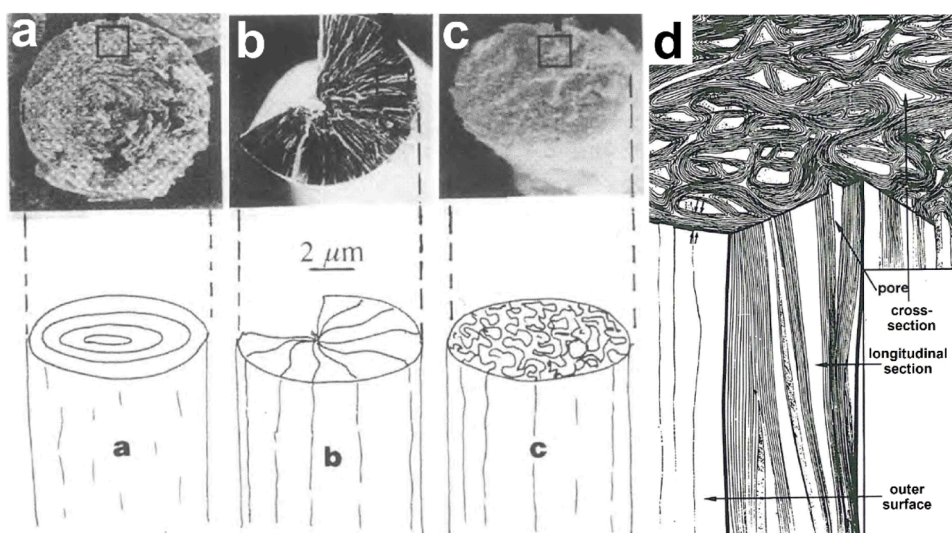 a
b
c
d
2 μm
a
b
c
pore
cross-
section
longitudinal
section
outer
surface